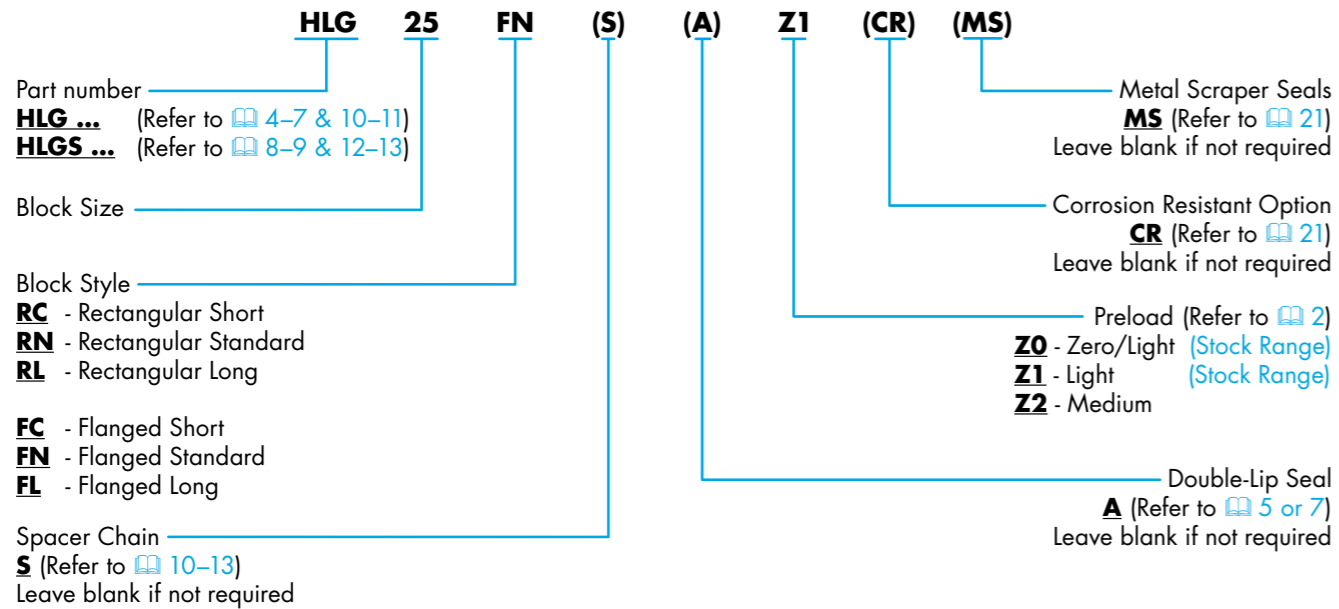 HLG 25 FN (S) (A) Z1 (CR) (MS)
Part number
HLG ... (Refer to 4–7 & 10–11)
HLGS ... (Refer to 8–9 & 12–13)
Block Size
Block Style
RC - Rectangular Short
RN - Rectangular Standard
RL - Rectangular Long
FC - Flanged Short
FN - Flanged Standard
FL - Flanged Long
Spacer Chain
S (Refer to 10–13)
Leave blank if not required
Metal Scraper Seals
MS (Refer to 21)
Leave blank if not required
Corrosion Resistant Option
CR (Refer to 21)
Leave blank if not required
Preload (Refer to 2)
Z0 - Zero/Light (Stock Range)
Z1 - Light (Stock Range)
Z2 - Medium
Double-Lip Seal
A (Refer to 5 or 7)
Leave blank if not required